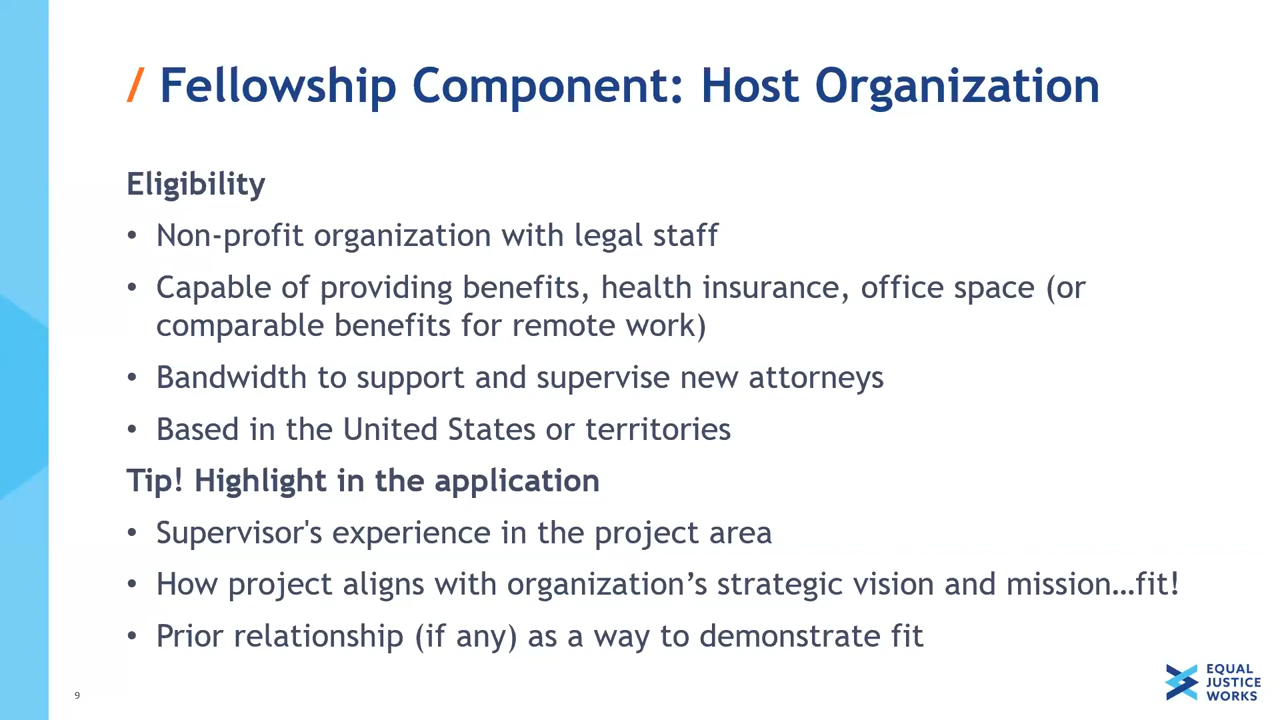 / Fellowship Component: Host Organization
Eligibility
• Non-profit organization with legal staff
• Capable of providing benefits, health insurance, office space (or
comparable benefits for remote work)
• Bandwidth to support and supervise new attorneys
• Based in the United States or territories
Tip! Highlight in the application
• Supervisor's experience in the project area
• How project aligns with organization’s strategic vision and mission…fit!
• Prior relationship (if any) as a way to demonstrate fit
9
EQUAL
JUSTICE
WORKS